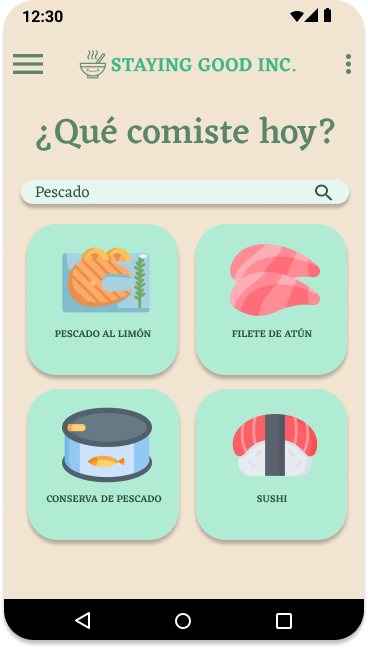 12:30
STAYING GOOD INC.
¿Qué comiste hoy?
Pescado
PESCADO AL LIMÓN
FILETE DE ATÚN
CONSERVA DE PESCADO
SUSHI